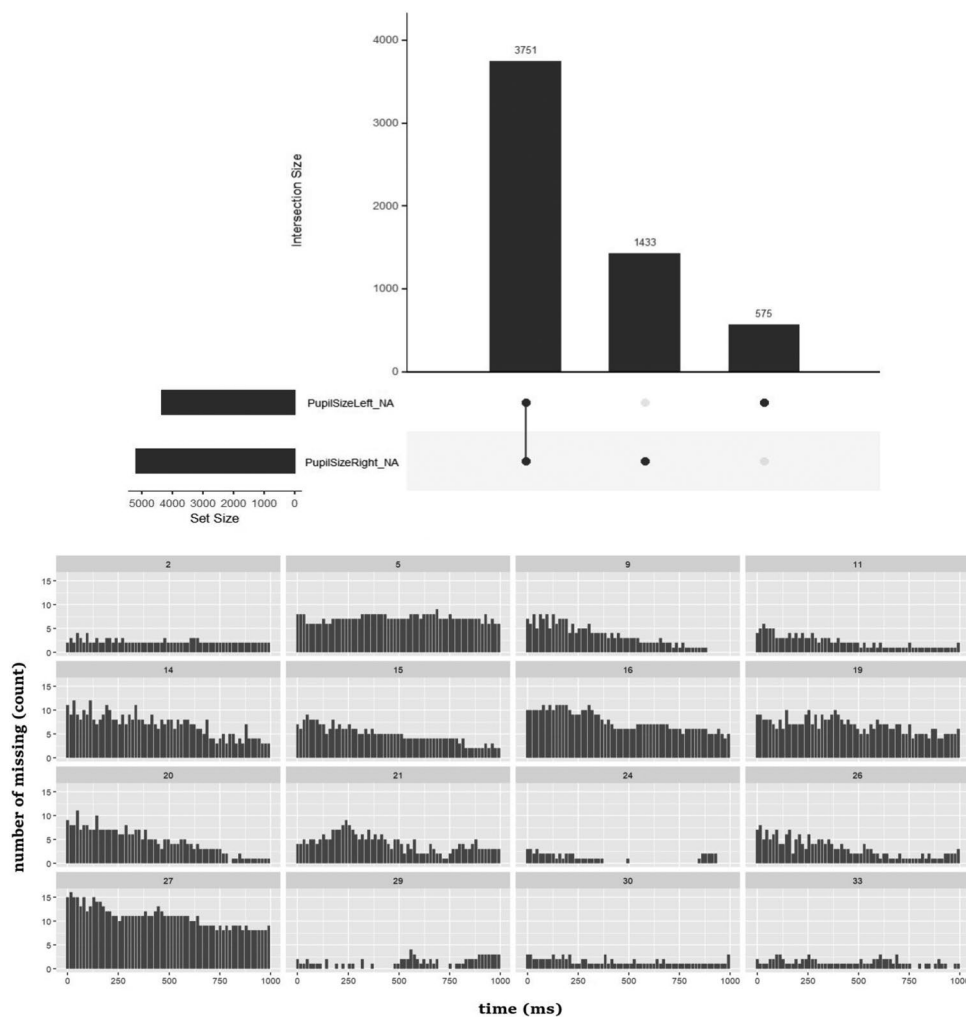 4000
3751
3000
Intersection Size
2000
1433
1000
575
0
PupilSizeLeft_NA
PupilSizeRight_NA
5000 4000 3000 2000 1000 0
Set Size
number of missing (count)
2 5 9 11
15
10
5
0
14 15 16 19
15
10
5
0
20 21 24 26
15
10
5
0
27 29 30 33
15
10
5
0
0 250 500 750 1000 0 250 500 750 1000 0 250 500 750 1000 0 250 500 750 1000
time (ms)